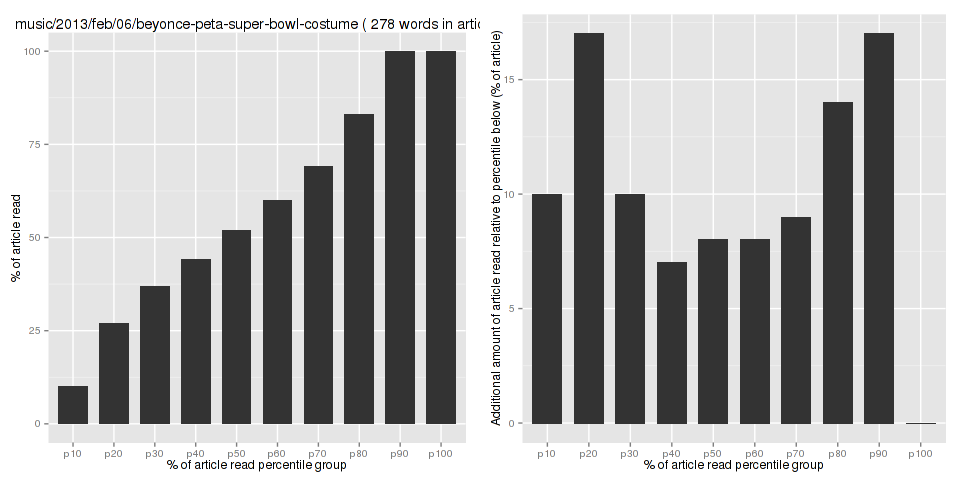 music/2013/feb/06/beyonce-peta-super-bowl-costume ( 278 words in artic
% of article read
100
75
50
25
0
p10 p20 p30 p40 p50 p60 p70 p80 p90 p100
% of article read percentile group
Additional amount of article read relative to percentile below (% of article)
15
10
5
0
p10 p20 p30 p40 p50 p60 p70 p80 p90 p100
% of article read percentile group